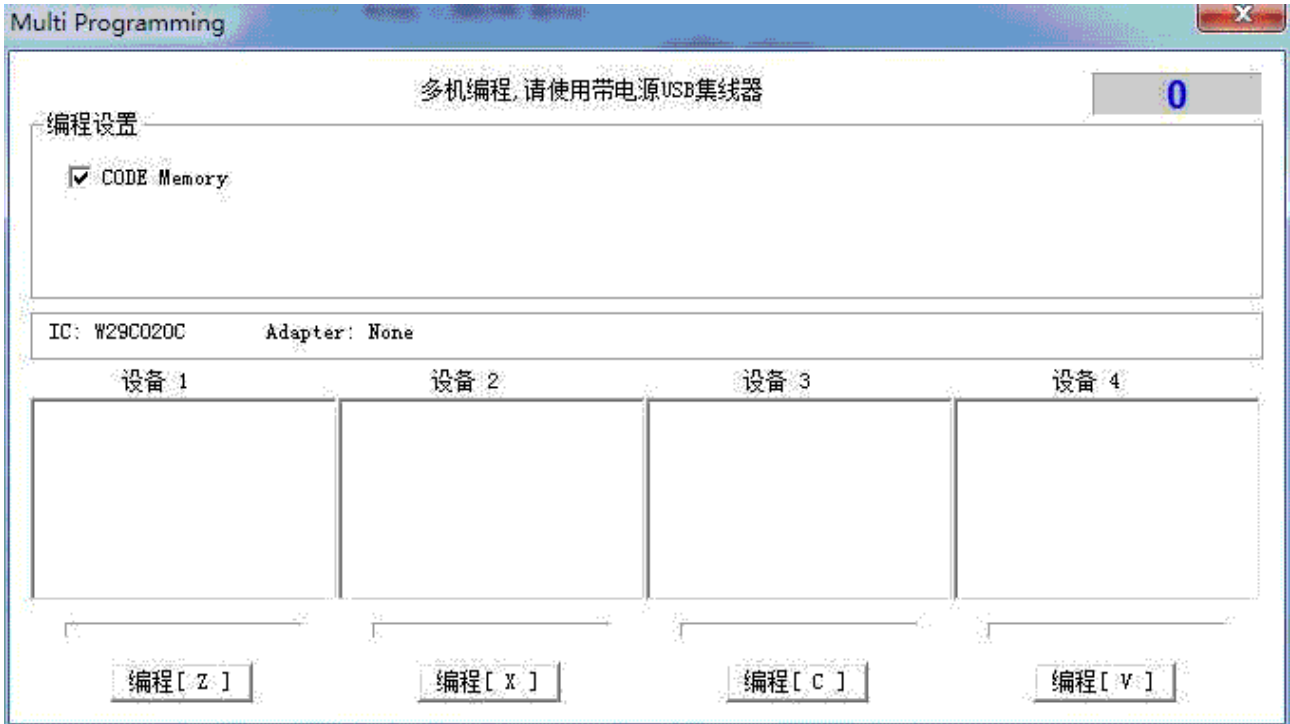 Multi Programming
多机编程,请使用带电源USB集线器
0
编程设置
CODE Memory
IC: W29C020C Adapter: None
设备 1 设备 2 设备 3 设备 4
编程[ Z ] 编程[ X ] 编程[ C ] 编程[ V ]